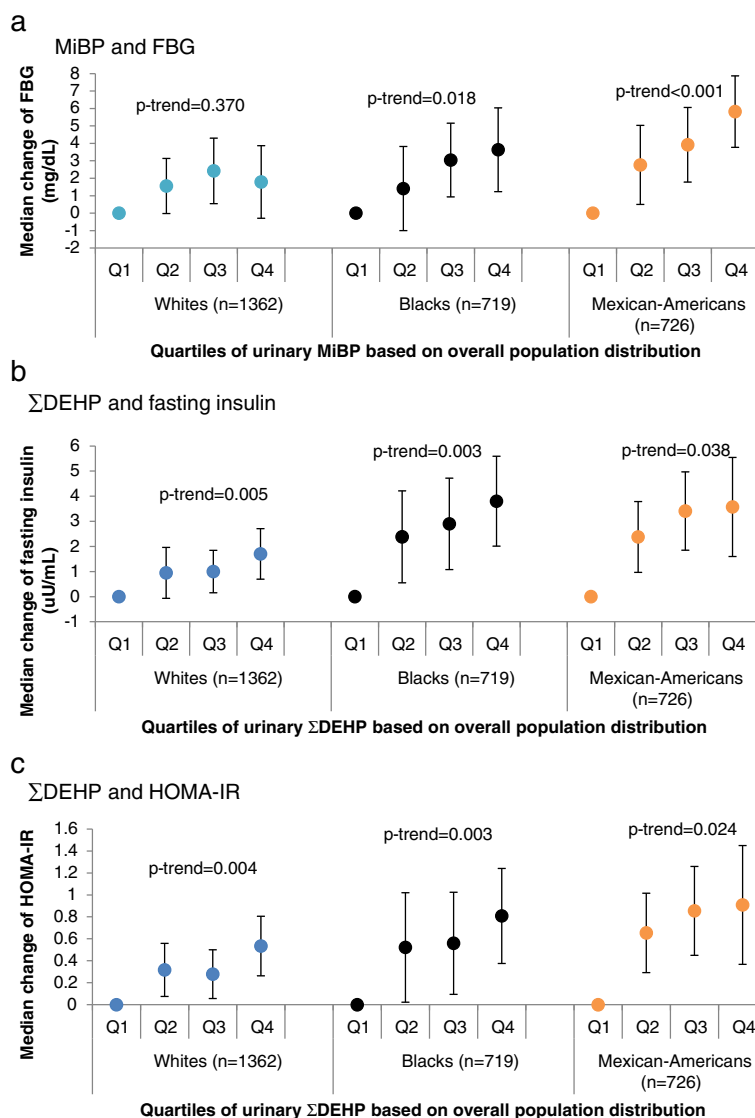 a
MiBP and FBG
Median change of FBG
(mg/dL)
8
7
6
5
4
3
2
1
0
-1
-2
p-trend=0.370
p-trend=0.018
p-trend<0.001
Q1 Q2 Q3 Q4 Q1 Q2 Q3 Q4 Q1 Q2 Q3 Q4
Whites (n=1362) Blacks (n=719) Mexican-Americans
(n=726)
Quartiles of urinary MiBP based on overall population distribution
b
∑DEHP and fasting insulin
Median change of fasting insulin
(uU/mL)
6
5
4
3
2
1
0
-1
p-trend=0.005
p-trend=0.003
p-trend=0.038
Q1 Q2 Q3 Q4 Q1 Q2 Q3 Q4 Q1 Q2 Q3 Q4
Whites (n=1362) Blacks (n=719) Mexican-Americans
(n=726)
Quartiles of urinary ΣDEHP based on overall population distribution
c
∑DEHP and HOMA-IR
Median change of HOMA-IR
1.6
1.4
1.2
1
0.8
0.6
0.4
0.2
0
p-trend=0.004
p-trend=0.003
p-trend=0.024
Q1 Q2 Q3 Q4 Q1 Q2 Q3 Q4 Q1 Q2 Q3 Q4
Whites (n=1362) Blacks (n=719) Mexican-Americans
(n=726)
Quartiles of urinary ΣDEHP based on overall population distribution